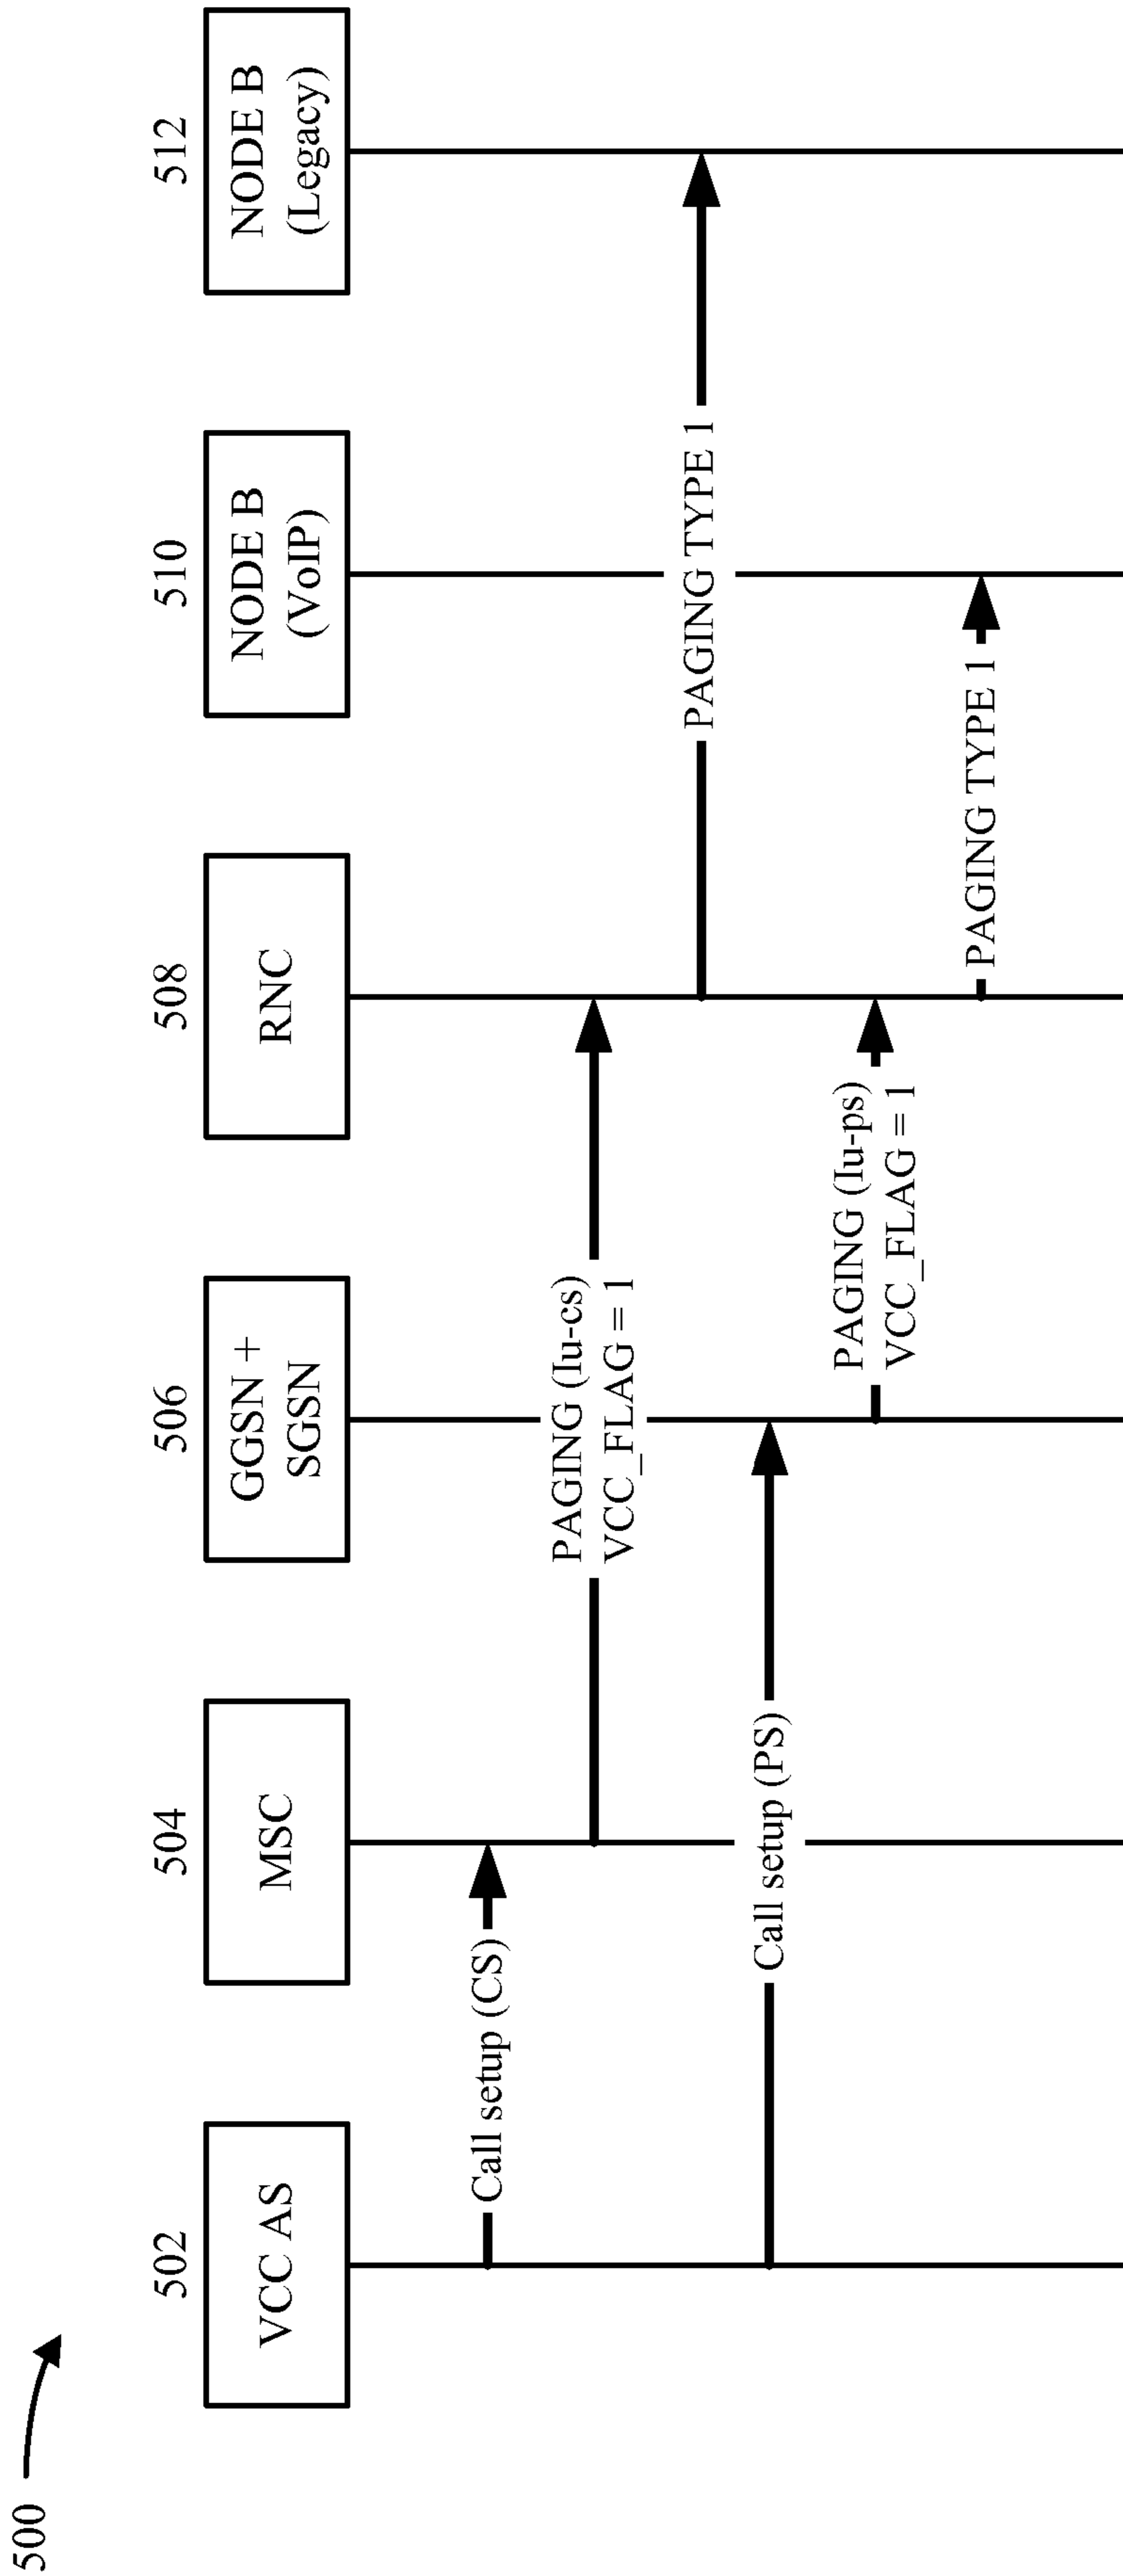 500
502
504
506
508
510
512
VCC AS
MSC
GGSN +
SGSN
RNC
NODE B
(VoIP)
NODE B
(Legacy)
Call setup (CS)
PAGING (Iu-cs)
VCC_FLAG = 1
PAGING TYPE 1
Call setup (PS)
PAGING (Iu-ps)
VCC_FLAG = 1
PAGING TYPE 1